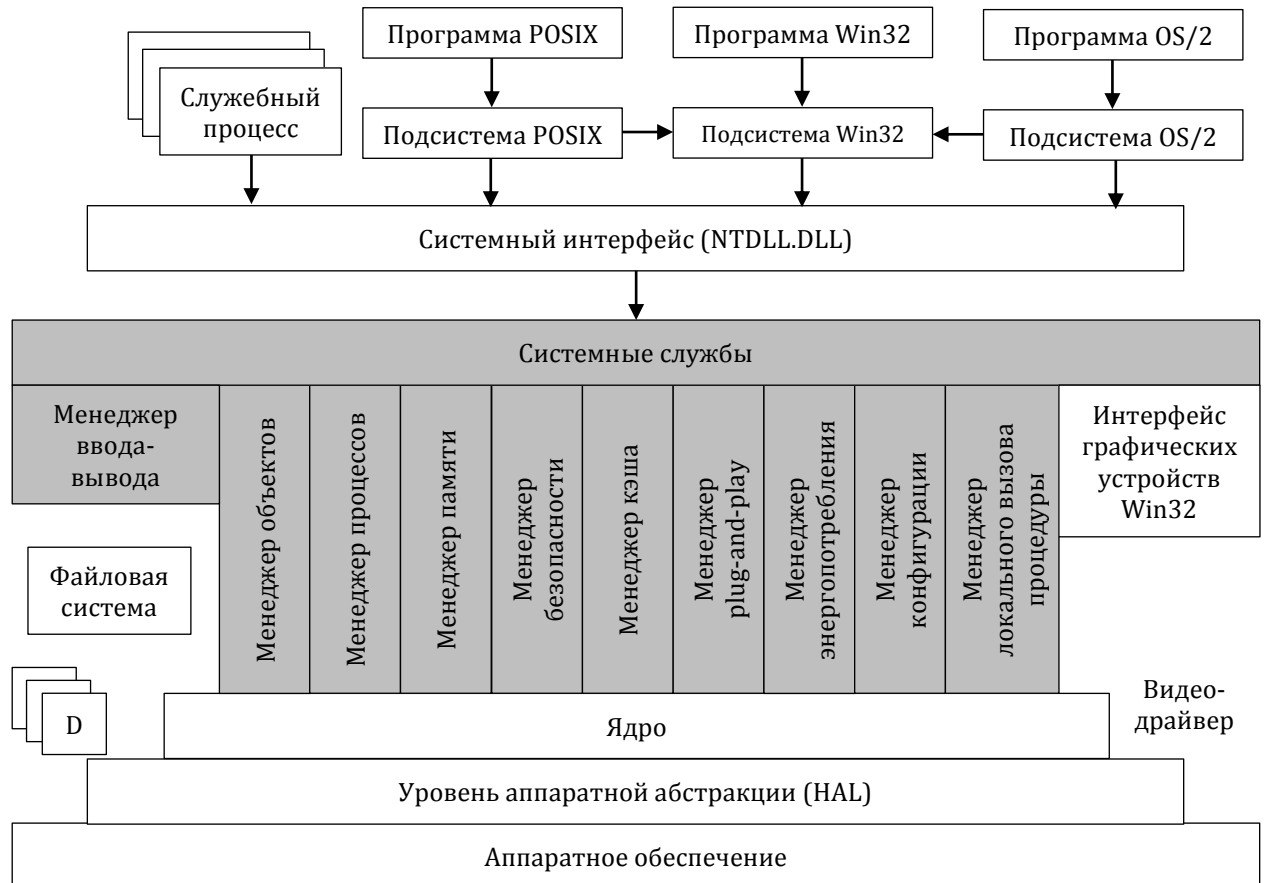 Программа POSIX
Программа Win32
Программа OS/2
Служебный
процесс
Подсистема POSIX
Подсистема Win32
Подсистема OS/2
Системный интерфейс (NTDLL.DLL)
Системные службы
Менеджер
ввода-
вывода
Менеджер объектов
Менеджер процессов
Менеджер памяти
Менеджер
безопасности
Менеджер кэша
Менеджер
plug-and-play
Менеджер
энергопотребления
Менеджер
конфигурации
Менеджер
локального вызова
процедуры
Интерфейс
графических
устройств
Win32
Файловая
система
D
Ядро
Видео-
драйвер
Уровень аппаратной абстракции (HAL)
Аппаратное обеспечение